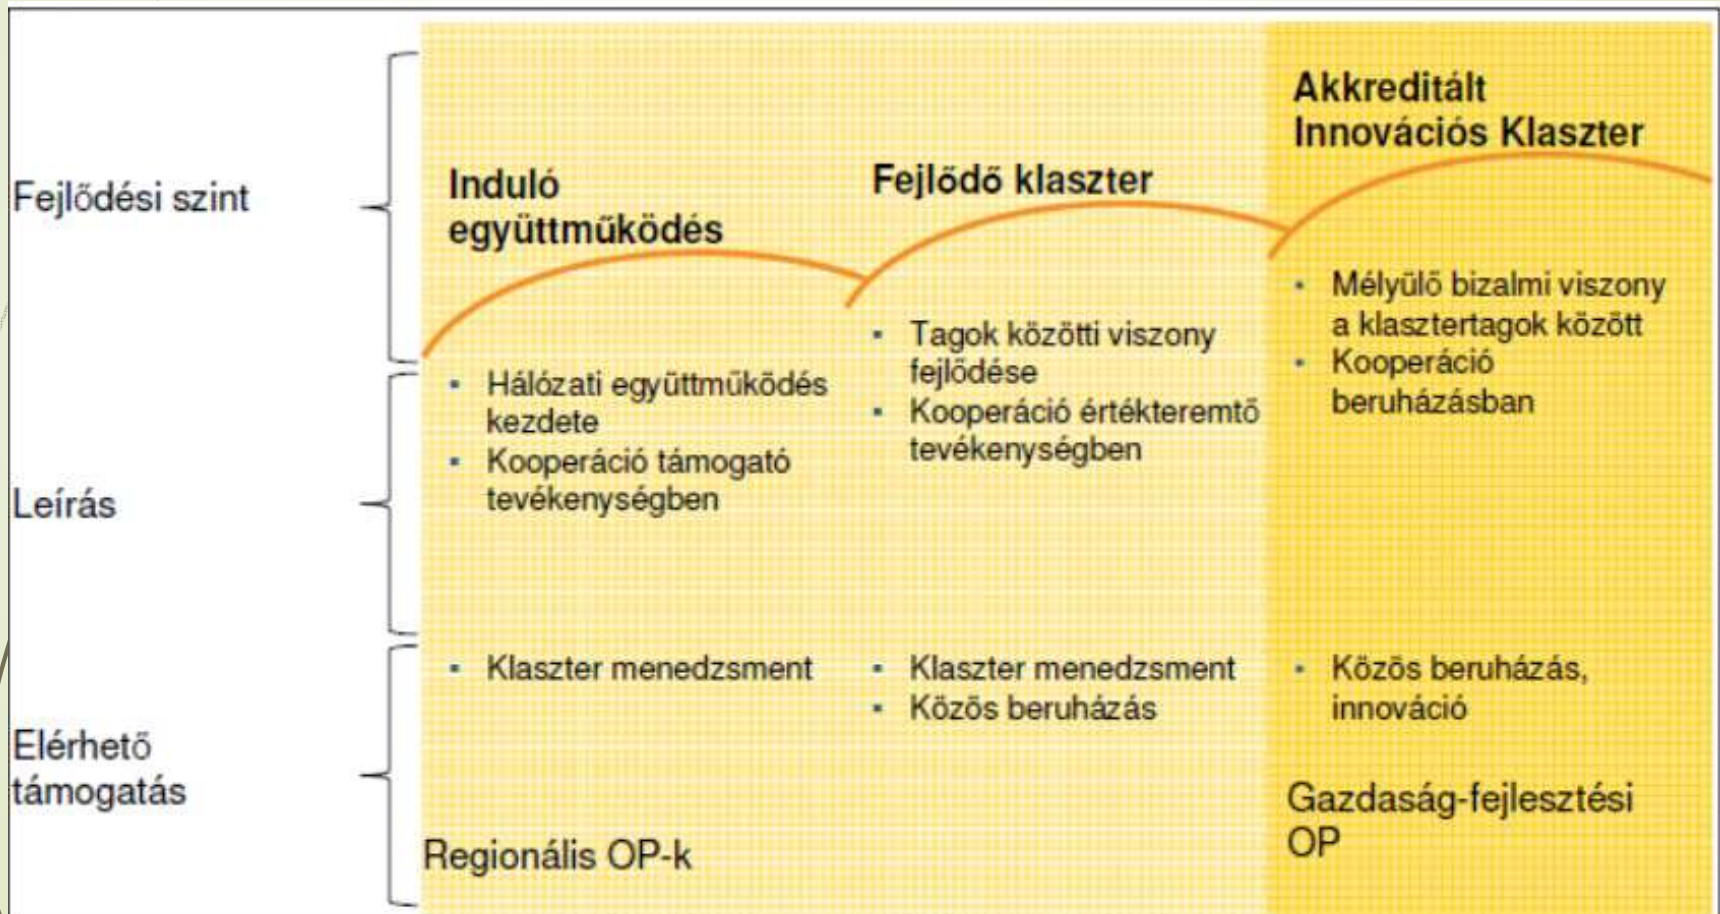 Fejlődési szint
Induló
együttműködés
Fejlődő klaszter
Akkreditált
Innovációs Klaszter
Leírás
▪ Hálózati együttműködés
kezdete
▪ Kooperáció támogató
tevékenységben
▪ Tagok közötti viszony
fejlődése
▪ Kooperáció értékteremtő
tevékenységben
▪ Mélyülő bizalmi viszony
a klasztertagok között
▪ Kooperáció
beruházásban
Elérhető
támogatás
▪ Klaszter menedzsment
▪ Klaszter menedzsment
▪ Közös beruházás
▪ Közös beruházás,
innováció
Regionális OP-k
Gazdaság-fejlesztési
OP